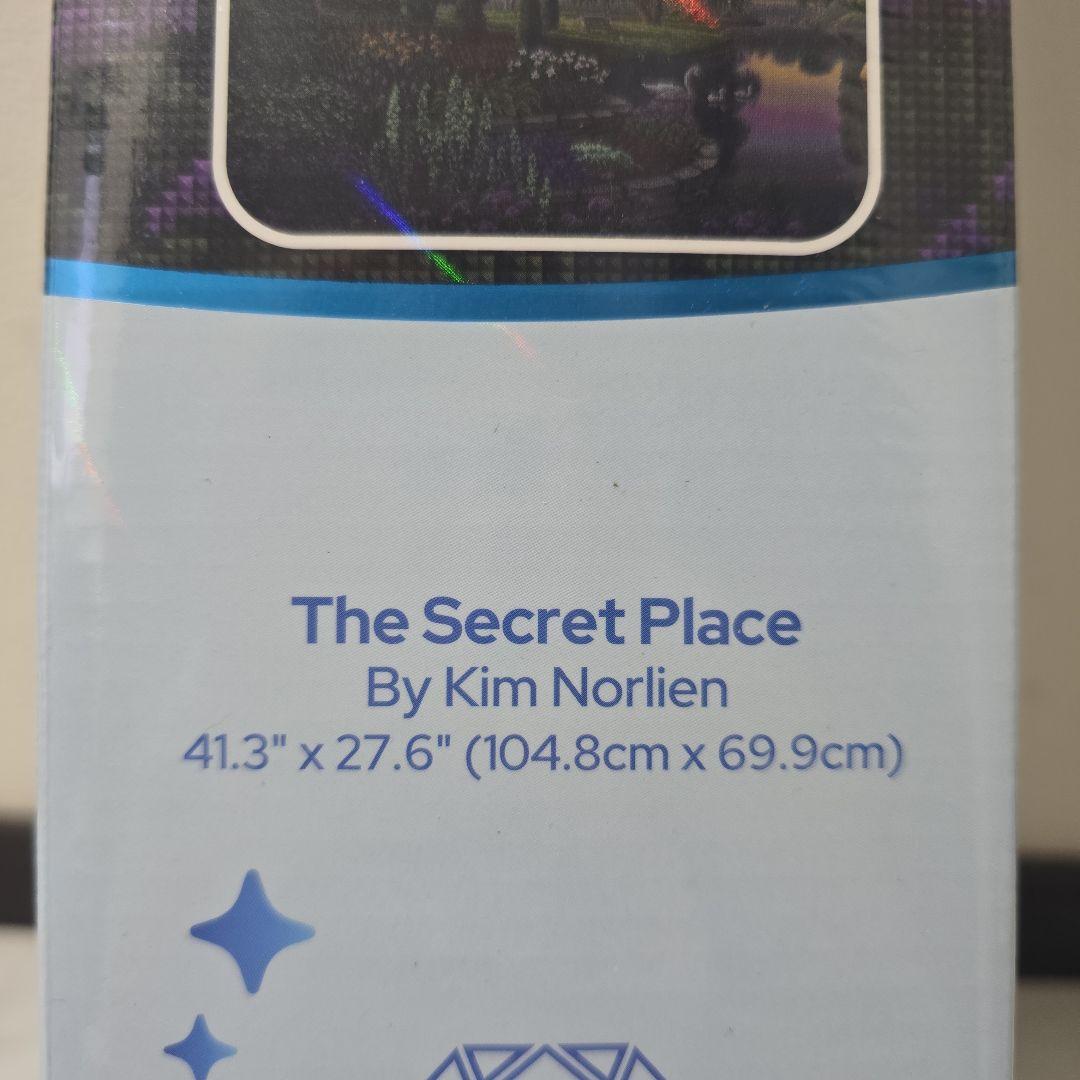 The Secret Place
By Kim Norlien
41.3" x 27.6" (104.8cm x 69.9cm)